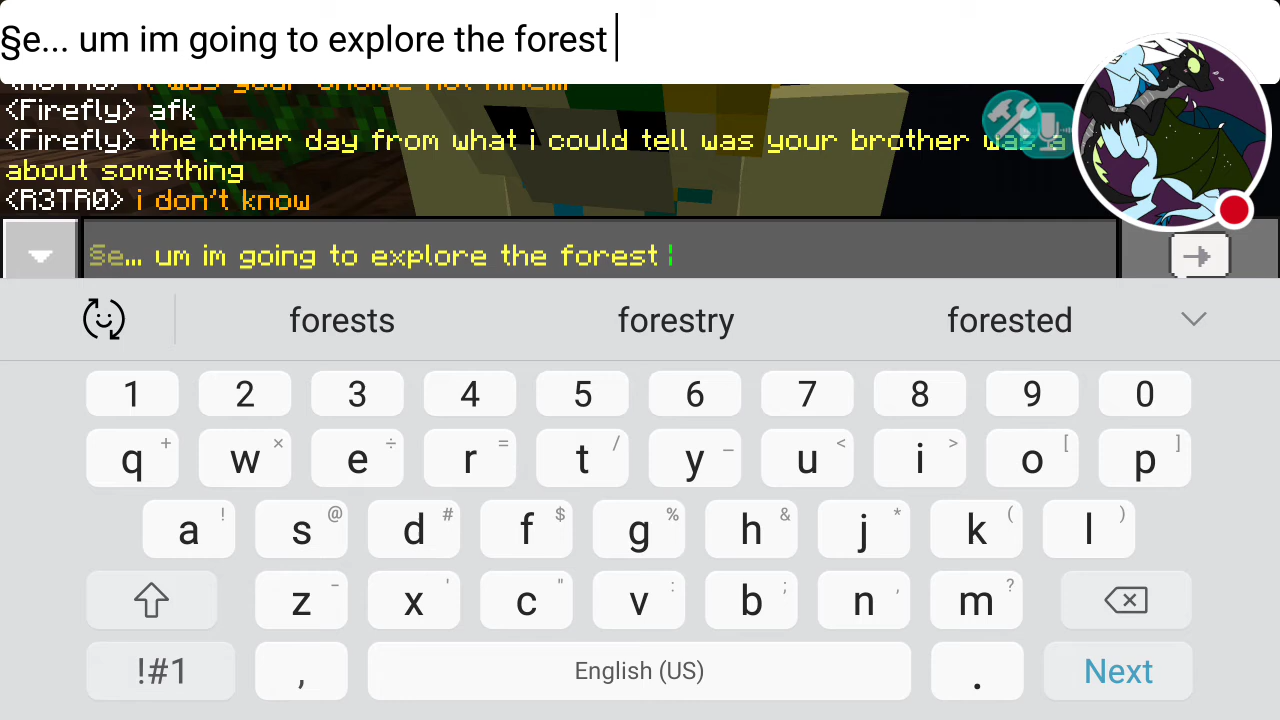 §e... um im going to explore the forest
<Firefly> afk
<Firefly> the other day from what i could tell was your brother was a
about somsthing
<R3TR0> i don't know
§e... um im going to explore the forest
forests forestry forested
1 2 3 4 5 6 7 8 9 0
q + w × e ÷ r = t / y _ u < i > o [ p ]
a ! s @ d # f $ g % h & j * k ( l )
z - x ' c " v : b ; n , m ?
!#1 , English (US) . Next